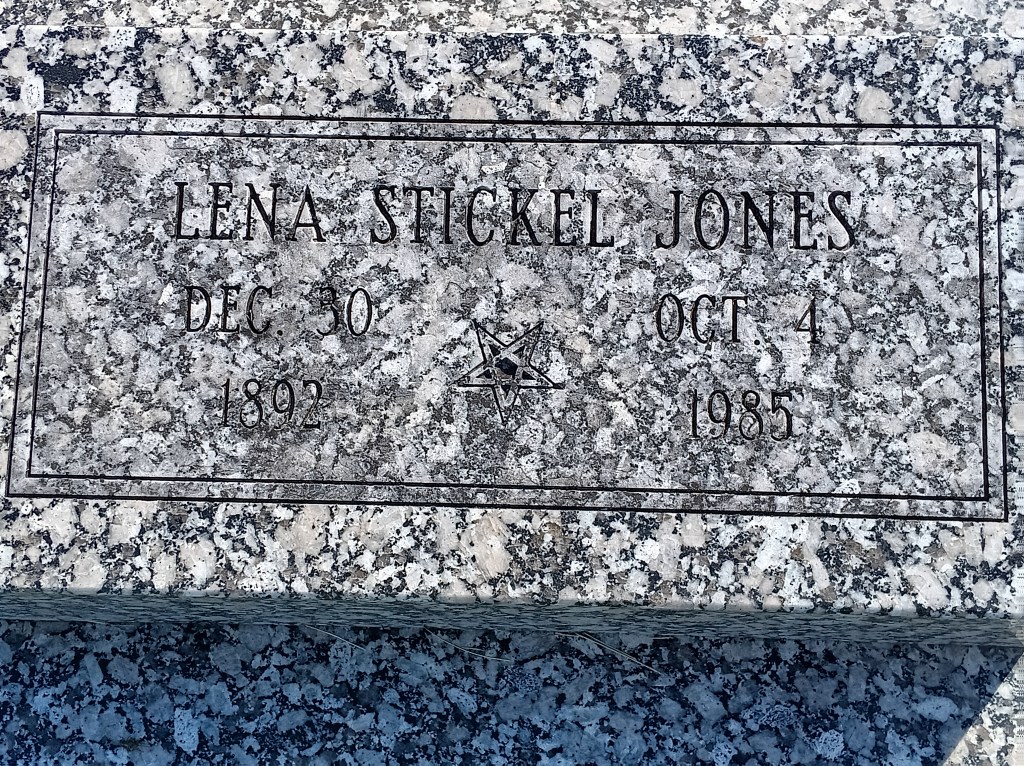 LENA STICKEL JONES
DEC. 30 OCT. 4
1892 1985